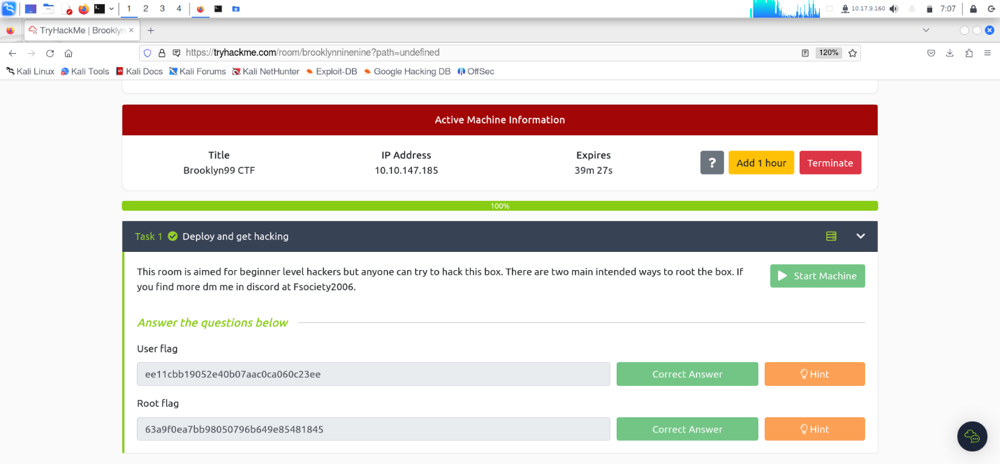 1 2 3 4
10.17.9.160
7:07
TryHackMe | Brooklyn
https://tryhackme.com/room/brooklynninenine?path=undefined
120%
Kali Linux Kali Tools Kali Docs Kali Forums Kali NetHunter Exploit-DB Google Hacking DB OffSec
Active Machine Information
Title IP Address Expires
Brooklyn99 CTF 10.10.147.185 39m 27s
? Add 1 hour Terminate
100%
Task 1 Deploy and get hacking
This room is aimed for beginner level hackers but anyone can try to hack this box. There are two main intended ways to root the box. If
you find more dm me in discord at Fsociety2006.
Start Machine
Answer the questions below
User flag
ee11cbb19052e40b07aac0ca060c23ee Correct Answer Hint
Root flag
63a9f0ea7bb98050796b649e85481845 Correct Answer Hint